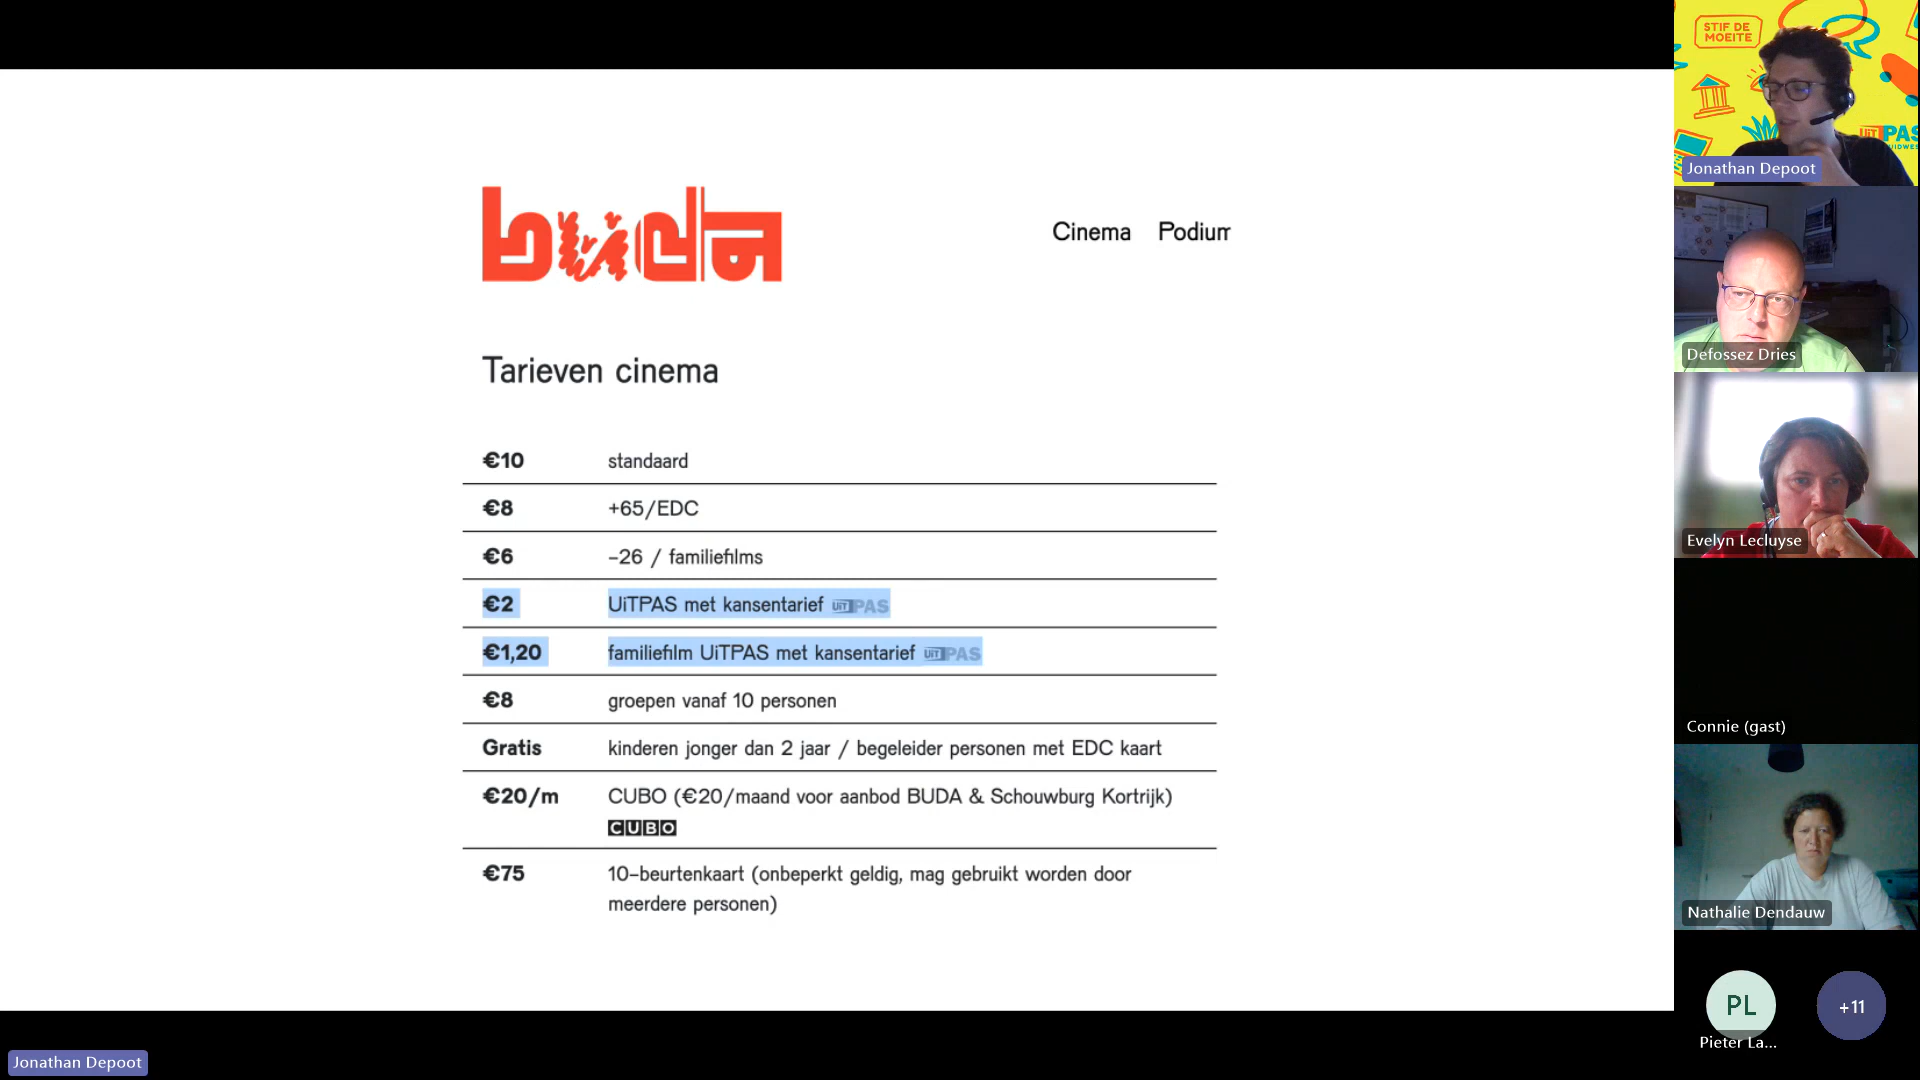 buda
Cinema Podium
Tarieven cinema
€10 standaard
€8 +65/EDC
€6 -26 / familiefilms
€2 UiTPAS met kansentarief UiTPAS
€1,20 familiefilm UiTPAS met kansentarief UiTPAS
€8 groepen vanaf 10 personen
Gratis kinderen jonger dan 2 jaar / begeleider personen met EDC kaart
€20/m CUBO (€20/maand voor aanbod BUDA & Schouwburg Kortrijk)
CUBO
€75 10-beurtenkaart (onbeperkt geldig, mag gebruikt worden door
meerdere personen)
STIF DE
MOEITE
UiTPAS
Jonathan Depoot
Defossez Dries
Evelyn Lecluyse
Connie (gast)
Nathalie Dendauw
PL
+11
Pieter La...
Jonathan Depoot